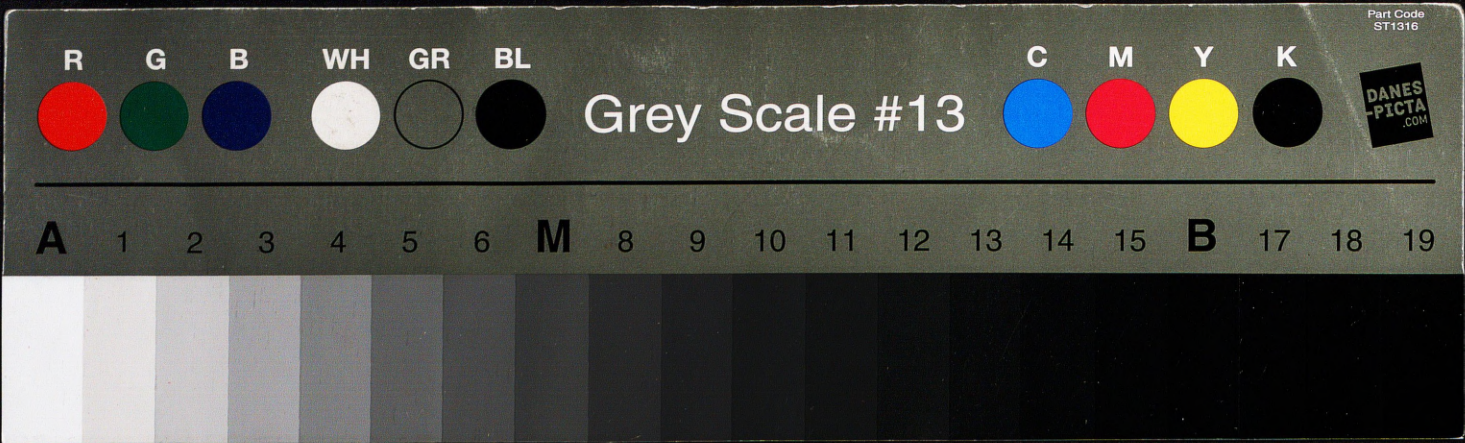 Part Code
ST1316
R G B WH GR BL C M Y K
Grey Scale #13
DANES
-PICTA
.COM
A 1 2 3 4 5 6 M 8 9 10 11 12 13 14 15 B 17 18 19